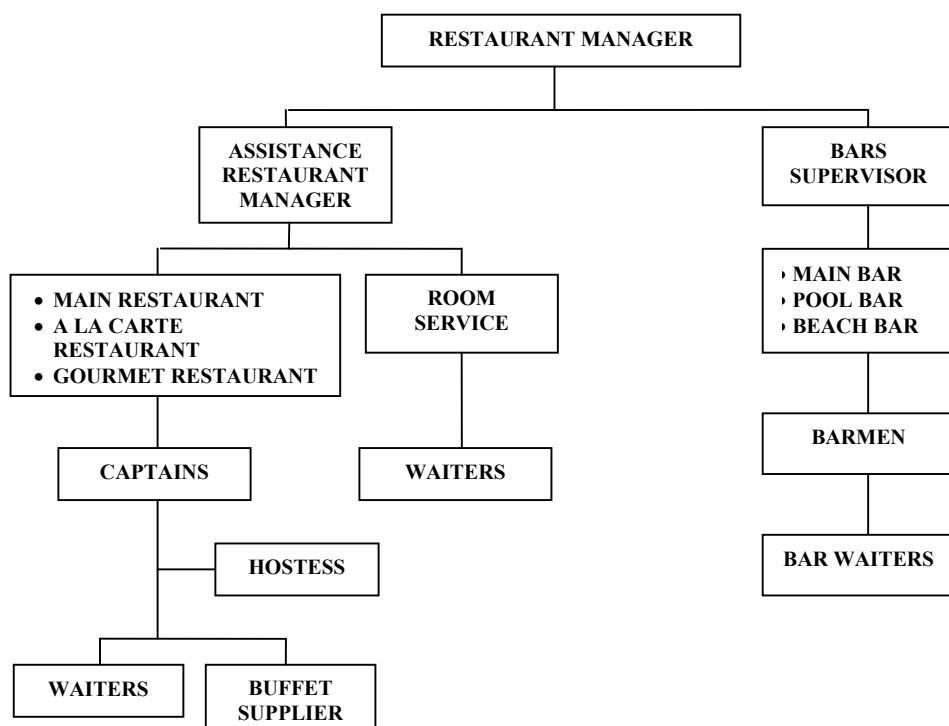 RESTAURANT MANAGER
ASSISTANCE
RESTAURANT
MANAGER
BARS
SUPERVISOR
• MAIN RESTAURANT
• A LA CARTE
RESTAURANT
• GOURMET RESTAURANT
ROOM
SERVICE
• MAIN BAR
• POOL BAR
• BEACH BAR
CAPTAINS
WAITERS
BARMEN
HOSTESS
BAR WAITERS
WAITERS
BUFFET
SUPPLIER